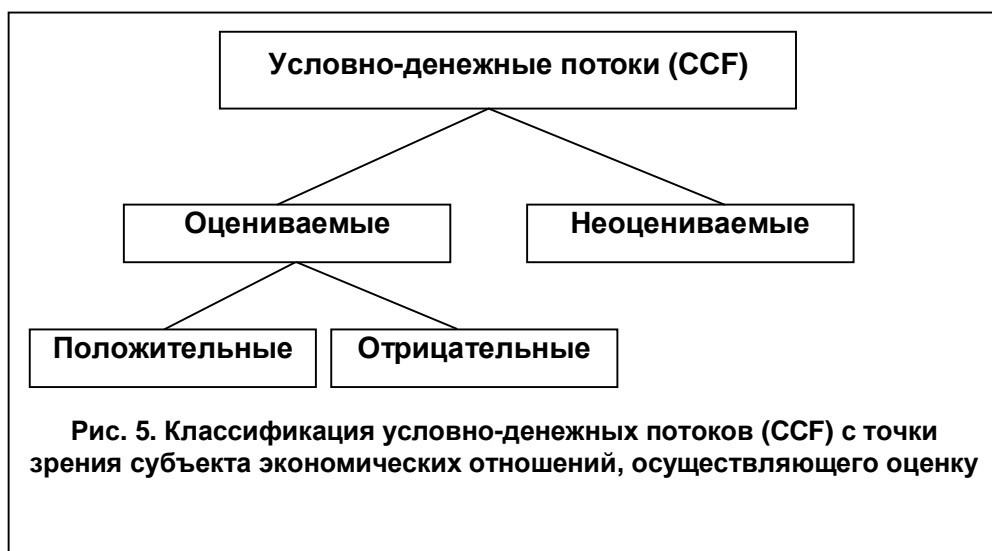 Условно-денежные потоки (CCF)
Оцениваемые
Неоцениваемые
Положительные
Отрицательные
Рис. 5. Классификация условно-денежных потоков (CCF) с точки
зрения субъекта экономических отношений, осуществляющего оценку